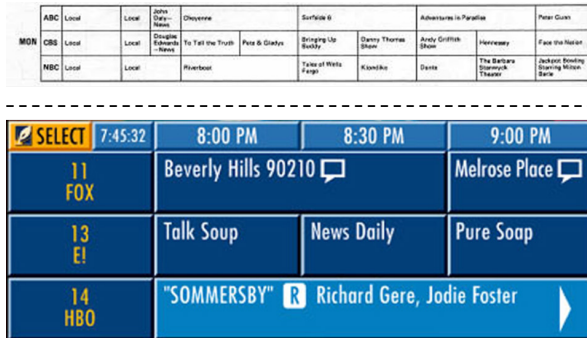 ABC Local Local John Daly— News Cheyenne Surfside 6 Adventures in Paradise Peter Gunn
MON CBS Local Local Douglas Edwards —News To Tell the Truth Pete & Gladys Bringing Up Buddy Danny Thomas Show Andy Griffith Show Hennesey Face the Nation
NBC Local Local Riverboat Tales of Wells Fargo Klondike Dante The Barbara Stanwyck Theater Jackpot Bowling Starring Milton Berle
SELECT 7:45:32 8:00 PM 8:30 PM 9:00 PM
11 FOX Beverly Hills 90210 Melrose Place
13 E! Talk Soup News Daily Pure Soap
14 HBO "SOMMERSBY" R Richard Gere, Jodie Foster